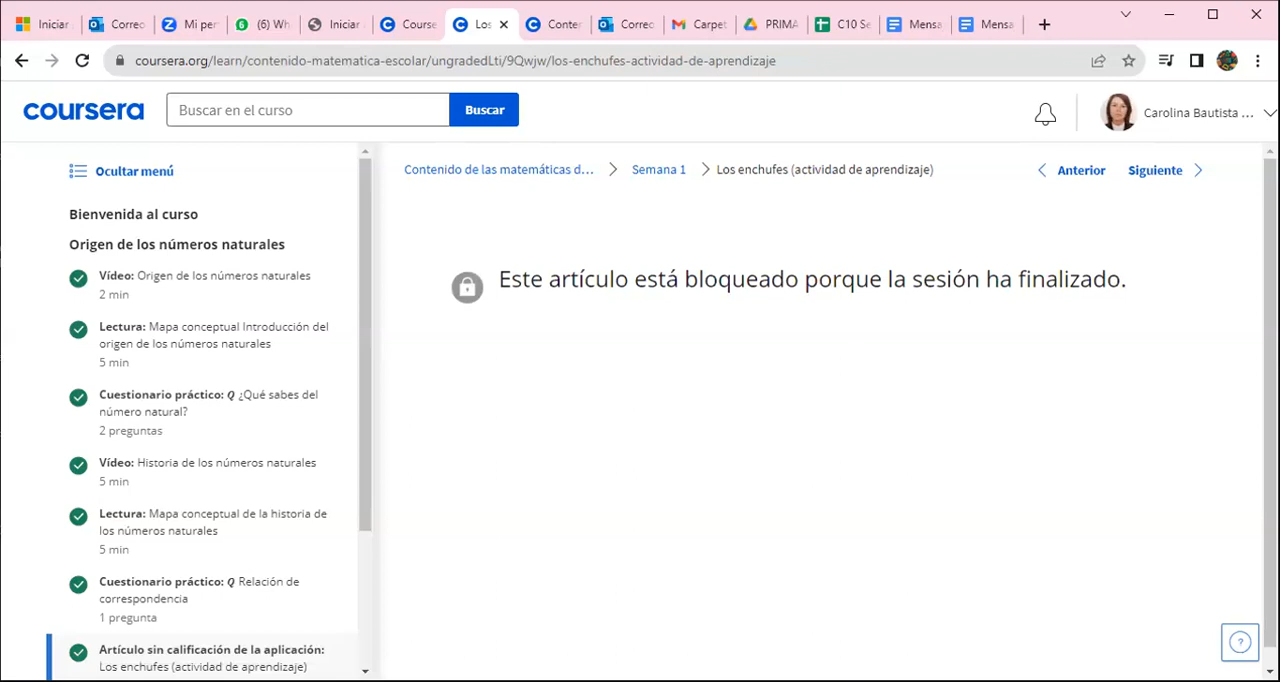 Iniciar
Correo
Mi per
(6) Wh
Iniciar
Course
Los
Conter
Correo
Carpet
PRIMA
C10 Se
Mensa
Mensa
coursera.org/learn/contenido-matematica-escolar/ungradedLti/9Qwjw/los-enchufes-actividad-de-aprendizaje
coursera
Buscar en el curso
Buscar
Carolina Bautista ...
Ocultar menú
Contenido de las matemáticas d...
Semana 1
Los enchufes (actividad de aprendizaje)
Anterior
Siguiente
Bienvenida al curso
Origen de los números naturales
Vídeo: Origen de los números naturales
2 min
Lectura: Mapa conceptual Introducción del
origen de los números naturales
5 min
Cuestionario práctico: Q ¿Qué sabes del
número natural?
2 preguntas
Vídeo: Historia de los números naturales
5 min
Lectura: Mapa conceptual de la historia de
los números naturales
5 min
Cuestionario práctico: Q Relación de
correspondencia
1 pregunta
Artículo sin calificación de la aplicación:
Los enchufes (actividad de aprendizaje)
Este artículo está bloqueado porque la sesión ha finalizado.